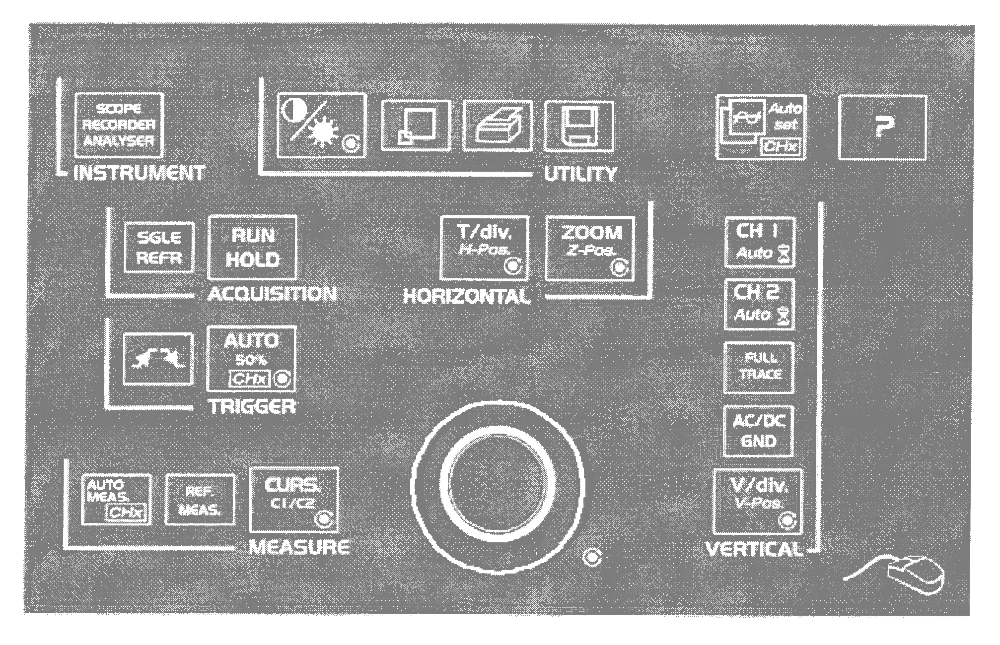 SCOPE
RECORDER
ANALYSER
INSTRUMENT
UTILITY
Auto
set
CHx
?
SGLE
REFR
RUN
HOLD
ACQUISITION
T/div.
H-Pos.
ZOOM
Z-Pos.
HORIZONTAL
CH 1
Auto
CH 2
Auto
FULL
TRACE
AC/DC
GND
V/div.
V-Pos.
VERTICAL
AUTO
50%
CHx
TRIGGER
AUTO
MEAS.
CHx
REF.
MEAS.
CURS.
C1/C2
MEASURE